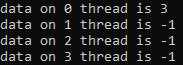 data on 0 thread is 3
data on 1 thread is -1
data on 2 thread is -1
data on 3 thread is -1